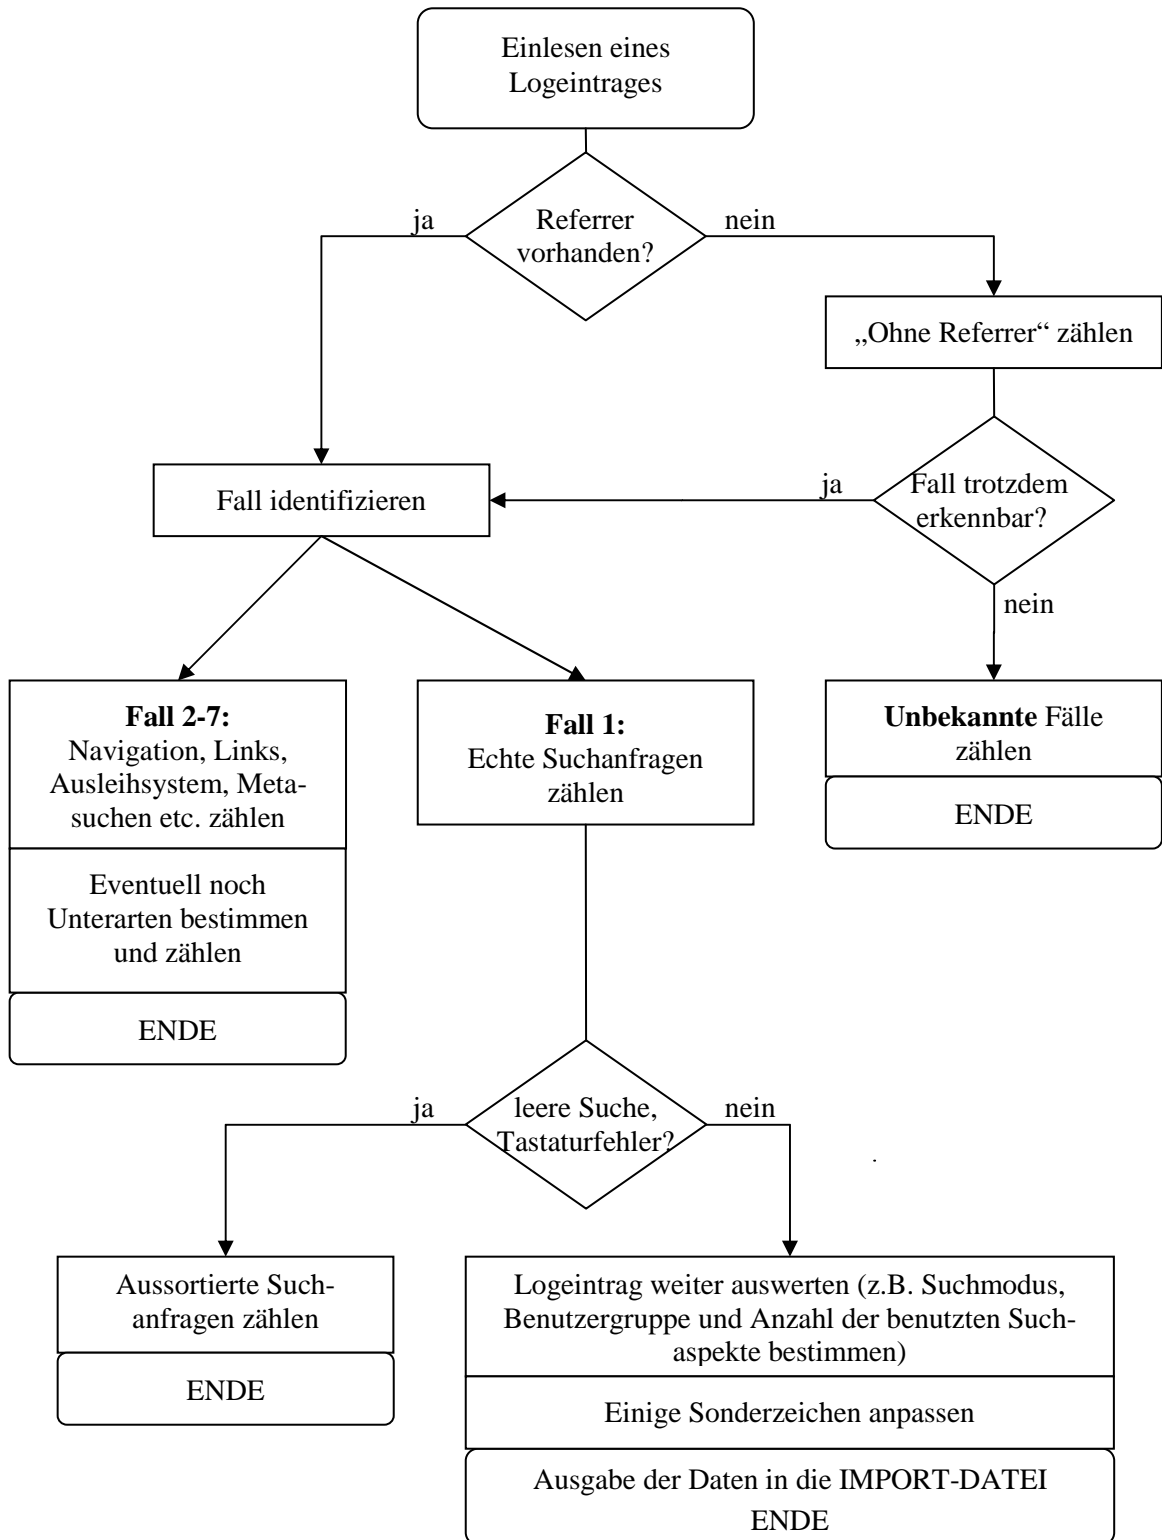 Einlesen eines
Logeintrages
ja
Referrer
vorhanden?
nein
„Ohne Referrer“ zählen
Fall identifizieren
ja
Fall trotzdem
erkennbar?
nein
Fall 2-7:
Navigation, Links,
Ausleihsystem, Meta-
suchen etc. zählen
Eventuell noch
Unterarten bestimmen
und zählen
ENDE
Fall 1:
Echte Suchanfragen
zählen
Unbekannte Fälle
zählen
ENDE
ja
leere Suche,
Tastaturfehler?
nein
Aussortierte Such-
anfragen zählen
ENDE
Logeintrag weiter auswerten (z.B. Suchmodus,
Benutzergruppe und Anzahl der benutzten Such-
aspekte bestimmen)
Einige Sonderzeichen anpassen
Ausgabe der Daten in die IMPORT-DATEI
ENDE